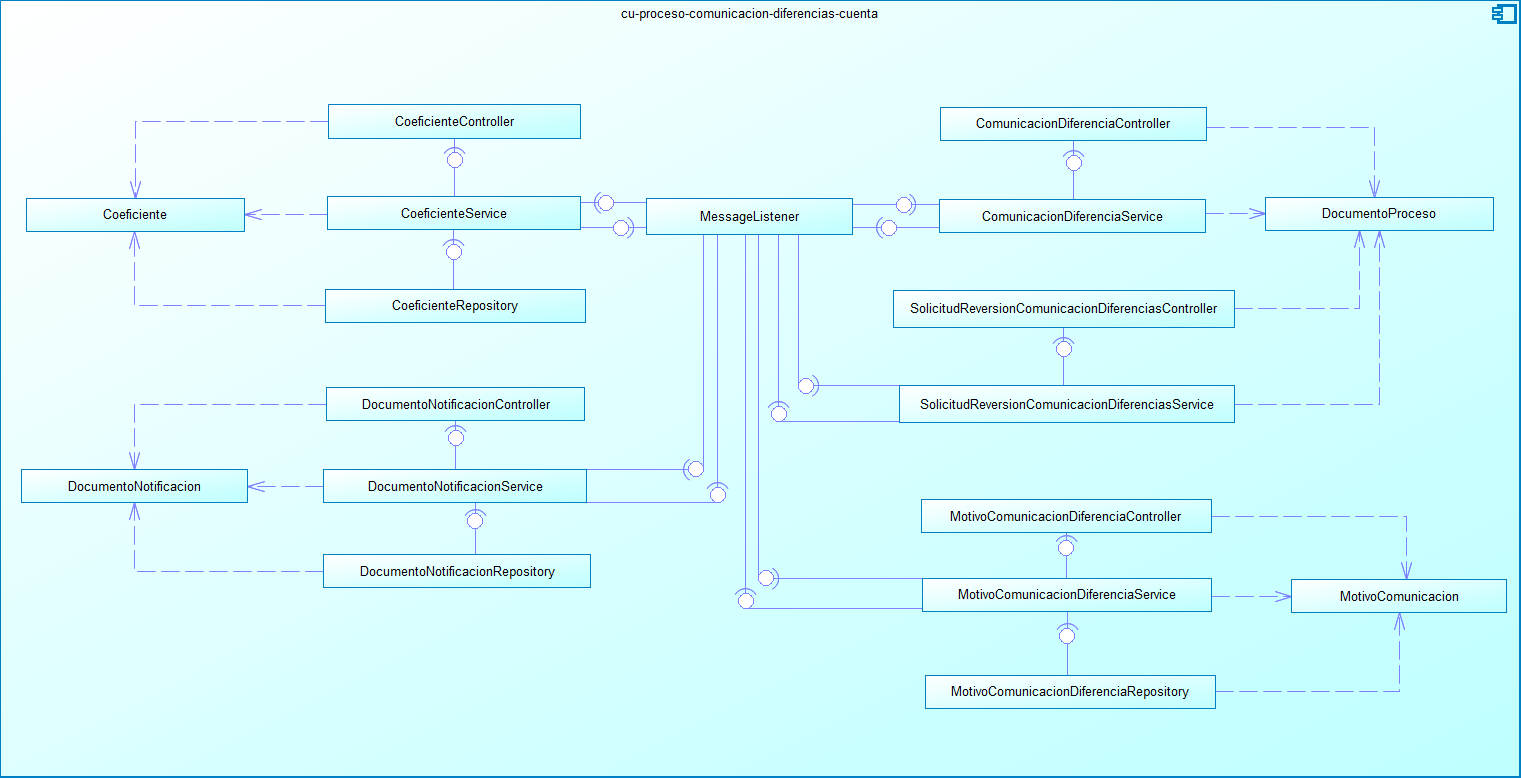 cu-proceso-comunicacion-diferencias-cuenta
CoeficienteController
ComunicacionDiferenciaController
Coeficiente
CoeficienteService
MessageListener
ComunicacionDiferenciaService
DocumentoProceso
CoeficienteRepository
SolicitudReversionComunicacionDiferenciasController
DocumentoNotificacionController
SolicitudReversionComunicacionDiferenciasService
DocumentoNotificacion
DocumentoNotificacionService
MotivoComunicacionDiferenciaController
DocumentoNotificacionRepository
MotivoComunicacionDiferenciaService
MotivoComunicacion
MotivoComunicacionDiferenciaRepository